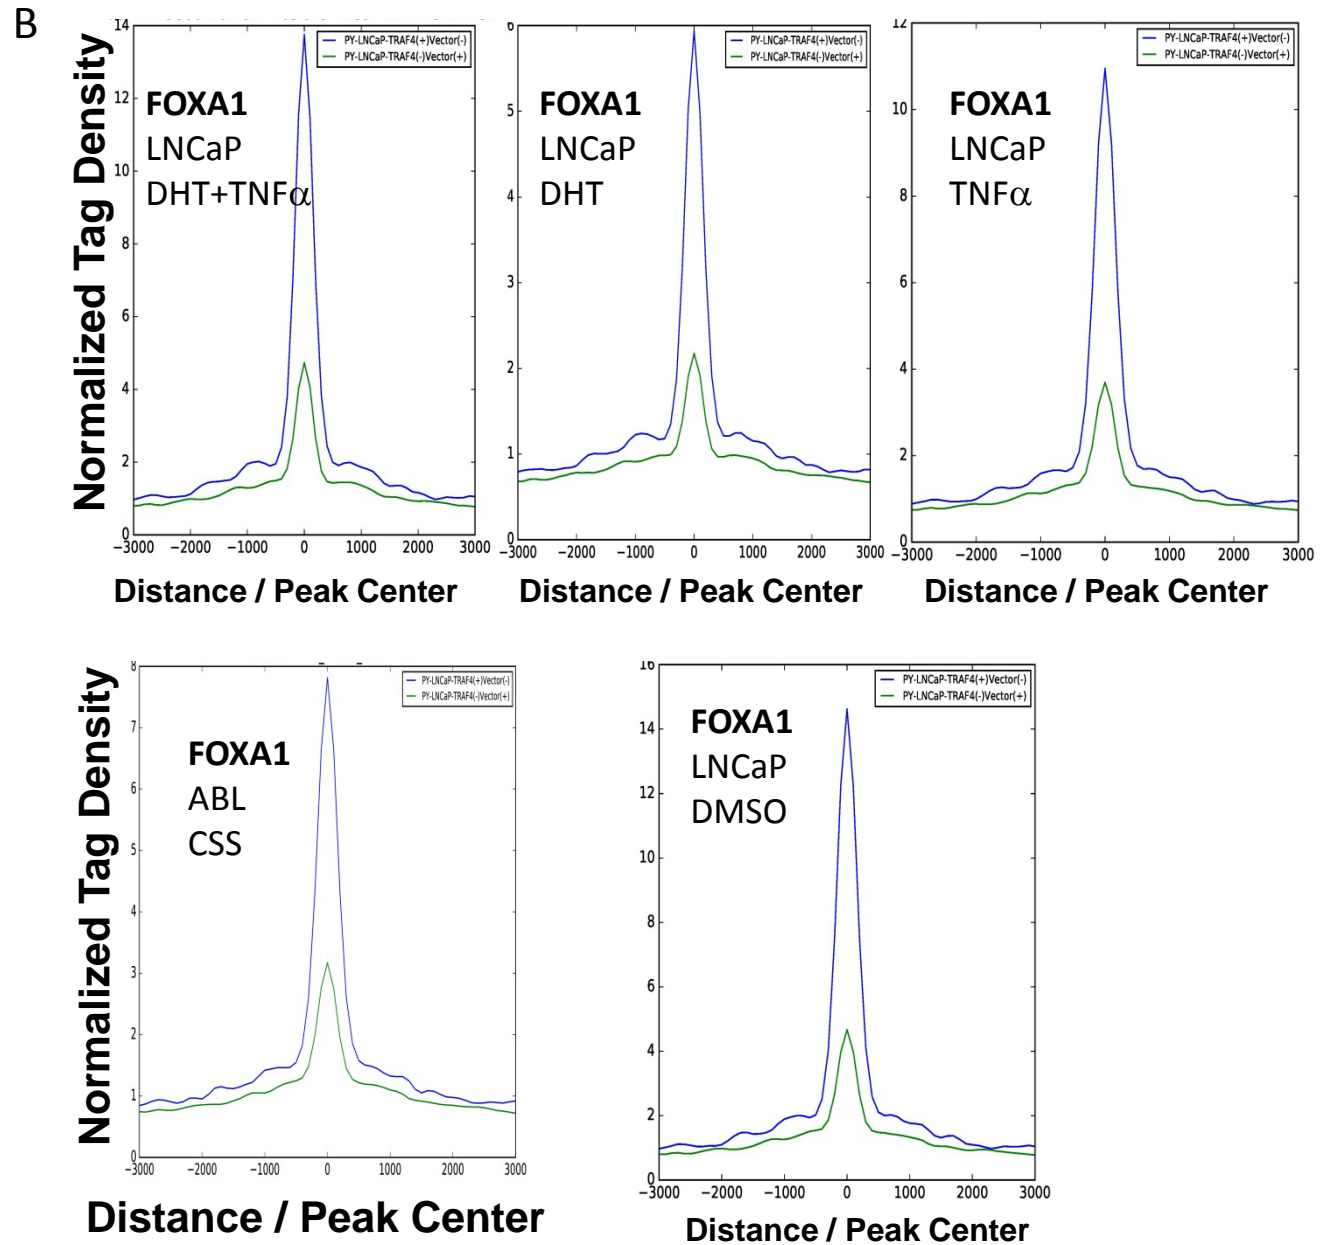 B
Normalized Tag Density
14
12
10
8
6
4
2
0
PY-LNCaP-TRAF4(+)Vector(-)
PY-LNCaP-TRAF4(-)Vector(+)
FOXA1
LNCaP
DHT+TNFα
−3000 −2000 −1000 0 1000 2000 3000
Distance / Peak Center
6
5
4
3
2
1
0
PY-LNCaP-TRAF4(+)Vector(-)
PY-LNCaP-TRAF4(-)Vector(+)
FOXA1
LNCaP
DHT
−3000 −2000 −1000 0 1000 2000 3000
Distance / Peak Center
12
10
8
6
4
2
0
PY-LNCaP-TRAF4(+)Vector(-)
PY-LNCaP-TRAF4(-)Vector(+)
FOXA1
LNCaP
TNFα
−3000 −2000 −1000 0 1000 2000 3000
Distance / Peak Center
Normalized Tag Density
8
7
6
5
4
3
2
1
0
PY-LNCaP-TRAF4(+)Vector(-)
PY-LNCaP-TRAF4(-)Vector(+)
FOXA1
ABL
CSS
−3000 −2000 −1000 0 1000 2000 3000
Distance / Peak Center
16
14
12
10
8
6
4
2
0
PY-LNCaP-TRAF4(+)Vector(-)
PY-LNCaP-TRAF4(-)Vector(+)
FOXA1
LNCaP
DMSO
−3000 −2000 −1000 0 1000 2000 3000
Distance / Peak Center